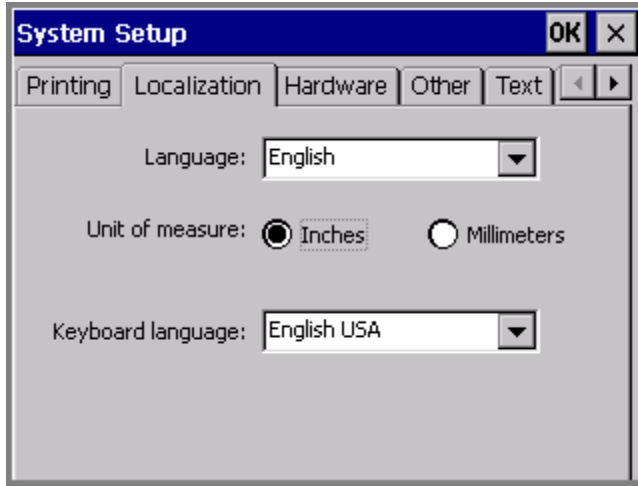 System Setup OK ×
Printing Localization Hardware Other Text
Language: English
Unit of measure: Inches Millimeters
Keyboard language: English USA